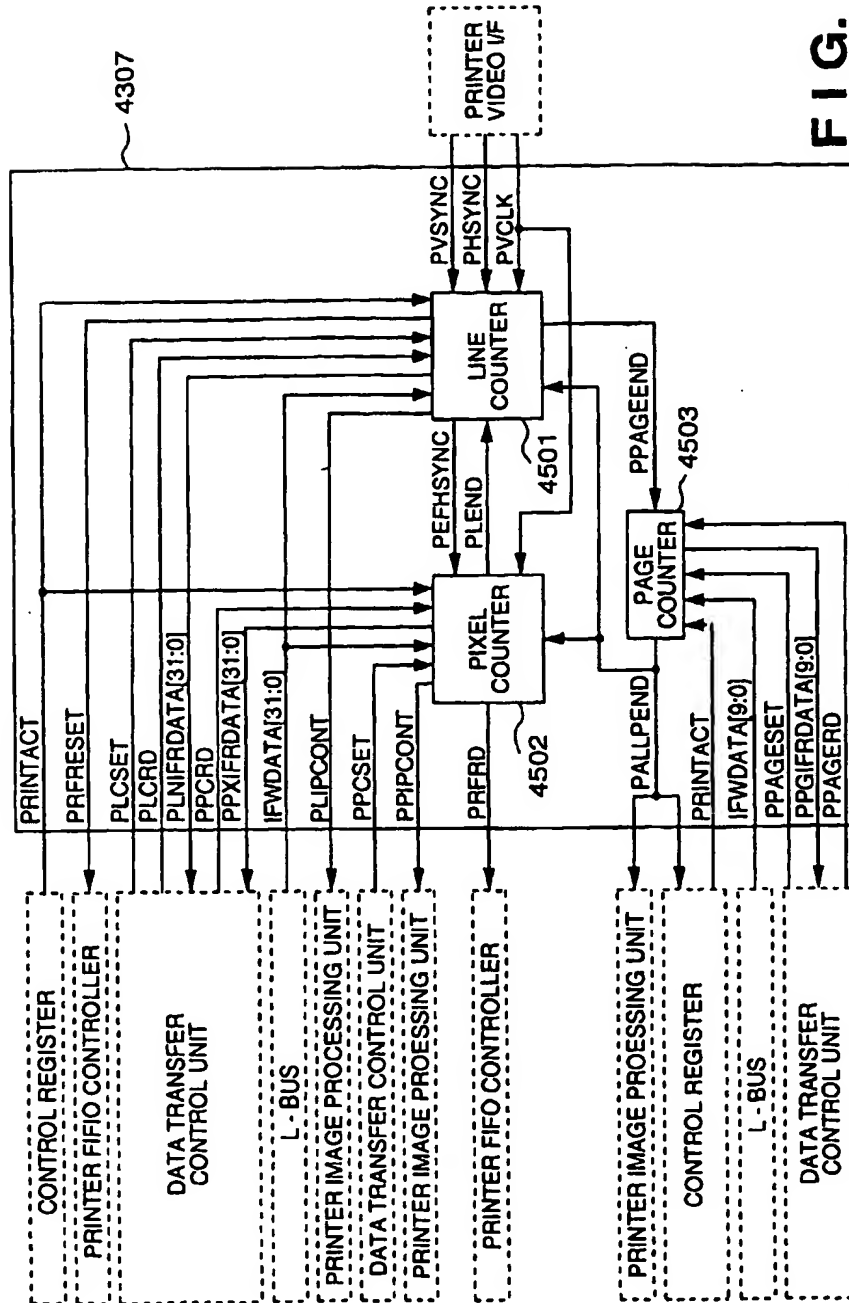 CONTROL REGISTER
PRINTER FIFIO CONTROLLER
DATA TRANSFER
CONTROL UNIT
L - BUS
PRINTER IMAGE PROCESSING UNIT
DATA TRANSFER CONTROL UNIT
PRINTER IMAGE PROESSING UNIT
PRINTER FIFO CONTROLLER
PRINTER IMAGE PROESSING UNIT
CONTROL REGISTER
L - BUS
DATA TRANSFER
CONTROL UNIT
PRINTACT
PRFRESET
PLCSET
PLCRD
PLNIFRDATA[31:0]
PPCRD
PPXIFRDATA[31:0]
IFWDATA[31:0]
PLIPCONT
PPCSET
PPIPCONT
PRFRD
PALLPEND
PRINTACT
IFWDATA[9:0]
PPAGESET
PPGIFRDATA[9:0]
PPAGERD
PIXEL
COUNTER
4502
PEFHSYNC
PLEND
LINE
COUNTER
4501
PPAGEEND
PAGE
COUNTER
4503
PVSYNC
PHSYNC
PVCLK
PRINTER
VIDEO I/F
4307
FIG.